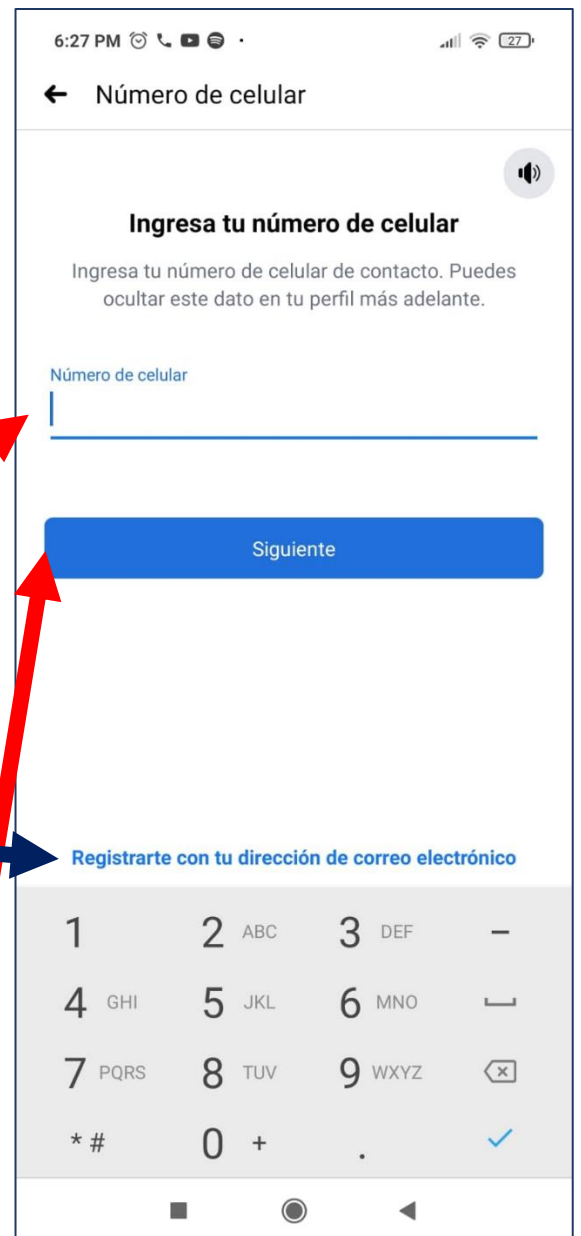 6:27 PM 27
Número de celular
Ingresa tu número de celular
Ingresa tu número de celular de contacto. Puedes
ocultar este dato en tu perfil más adelante.
Número de celular
Siguiente
Registrarte con tu dirección de correo electrónico
1 2 ABC 3 DEF -
4 GHI 5 JKL 6 MNO
7 PQRS 8 TUV 9 WXYZ
* # 0 + .